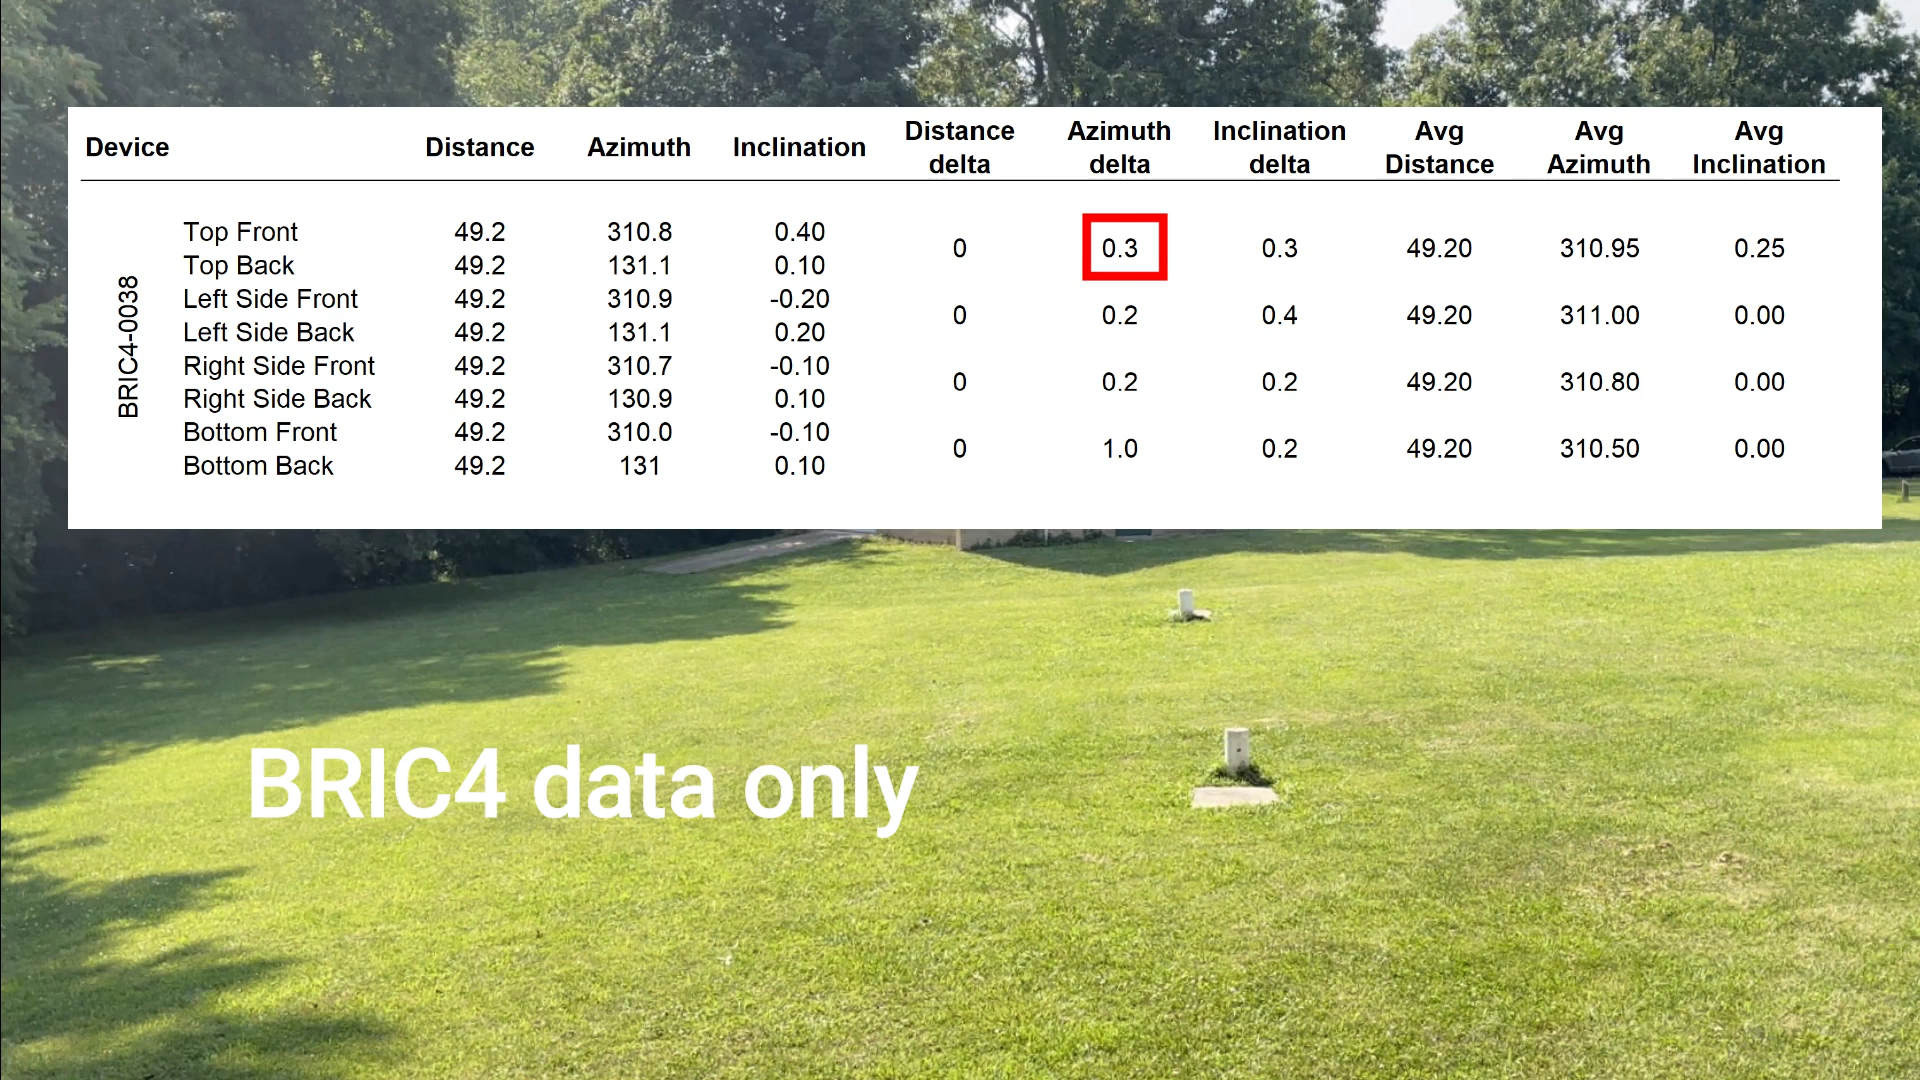 Device Distance Azimuth Inclination Distance delta Azimuth delta Inclination delta Avg Distance Avg Azimuth Avg Inclination
BRIC4-0038
Top Front 49.2 310.8 0.40 0 0.3 0.3 49.20 310.95 0.25
Top Back 49.2 131.1 0.10
Left Side Front 49.2 310.9 -0.20 0 0.2 0.4 49.20 311.00 0.00
Left Side Back 49.2 131.1 0.20
Right Side Front 49.2 310.7 -0.10 0 0.2 0.2 49.20 310.80 0.00
Right Side Back 49.2 130.9 0.10
Bottom Front 49.2 310.0 -0.10 0 1.0 0.2 49.20 310.50 0.00
Bottom Back 49.2 131 0.10
BRIC4 data only